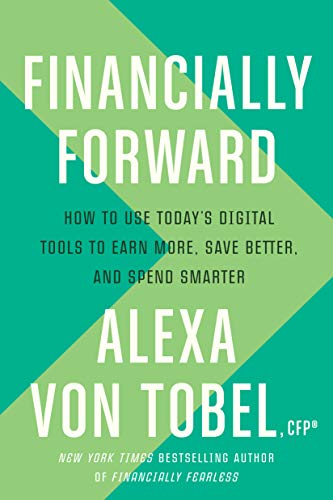 FINANCIALLY
FORWARD
HOW TO USE TODAY'S DIGITAL
TOOLS TO EARN MORE, SAVE BETTER,
AND SPEND SMARTER
ALEXA
VON TOBEL, CFP®
NEW YORK TIMES BESTSELLING AUTHOR
OF FINANCIALLY FEARLESS